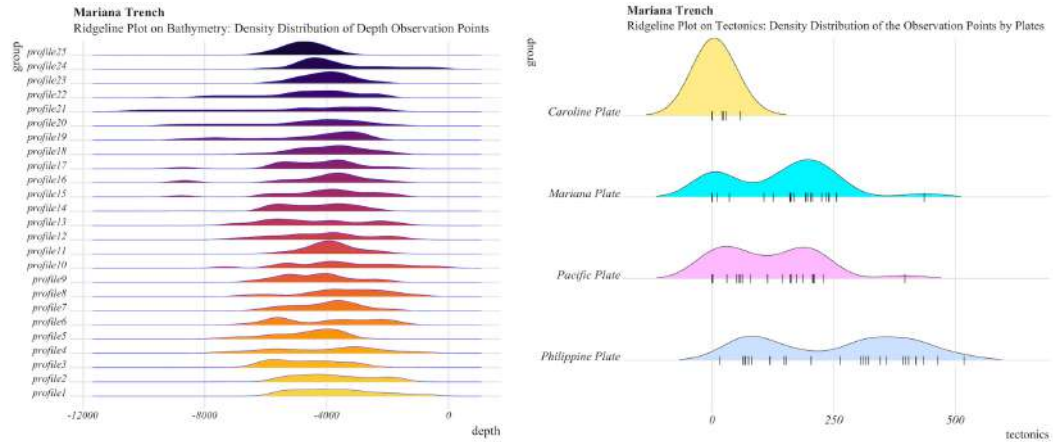 Mariana Trench
Ridgeline Plot on Bathymetry: Density Distribution of Depth Observation Points
group
profile25
profile24
profile23
profile22
profile21
profile20
profile19
profile18
profile17
profile16
profile15
profile14
profile13
profile12
profile11
profile10
profile9
profile8
profile7
profile6
profile5
profile4
profile3
profile2
profile1
-12000
-8000
-4000
0
depth
Mariana Trench
Ridgeline Plot on Tectonics: Density Distribution of the Observation Points by Plates
group
Caroline Plate
Mariana Plate
Pacific Plate
Philippine Plate
0
250
500
tectonics